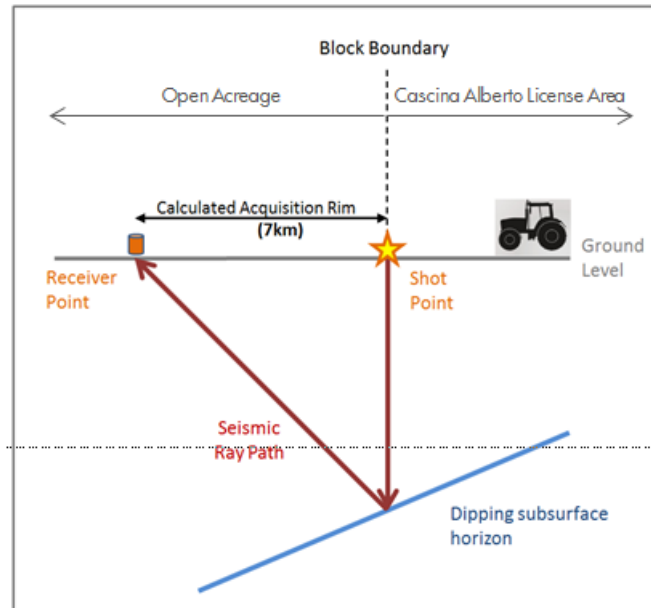 Block Boundary
Open Acreage
Cascina Alberto License Area
Calculated Acquisition Rim
(7km)
Ground
Level
Receiver
Point
Shot
Point
Seismic
Ray Path
Dipping subsurface
horizon